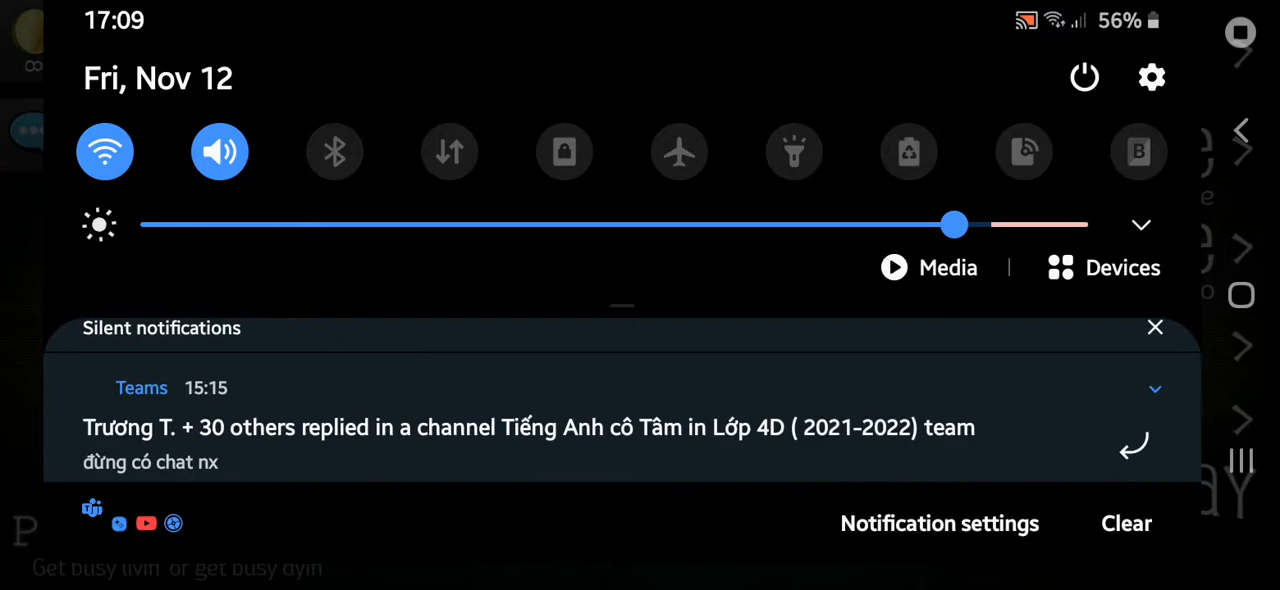 17:09
56%
Fri, Nov 12
B
Media | Devices
Silent notifications
Teams 15:15
Trương T. + 30 others replied in a channel Tiếng Anh cô Tâm in Lớp 4D ( 2021-2022) team
đừng có chat nx
Notification settings
Clear
Get busy livin' or get busy dyin'